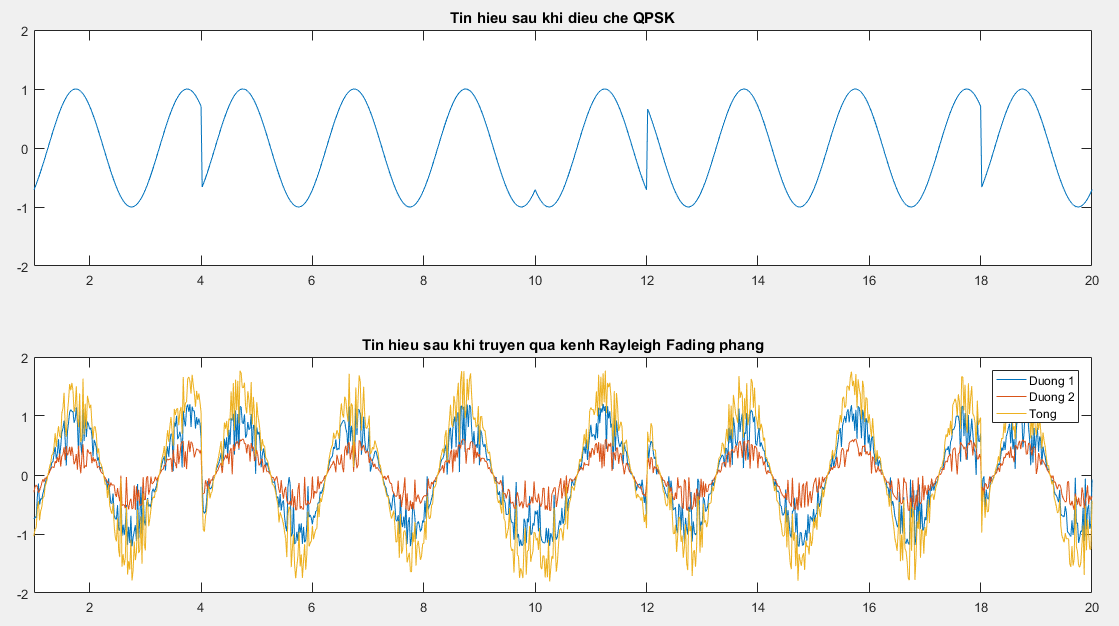 Tin hieu sau khi dieu che QPSK
2
1
0
-1
-2
2 4 6 8 10 12 14 16 18 20
Tin hieu sau khi truyen qua kenh Rayleigh Fading phang
2
1
0
-1
-2
Duong 1
Duong 2
Tong
2 4 6 8 10 12 14 16 18 20